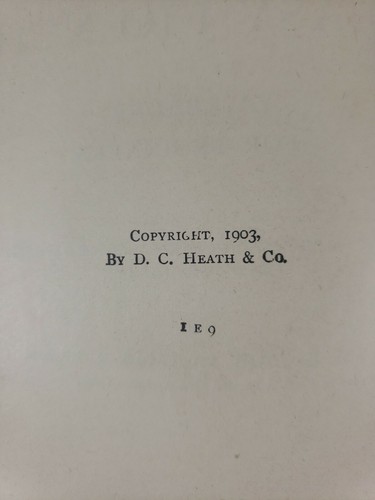 COPYRIGHT, 1903,
BY D. C. HEATH & CO.
1 E 9